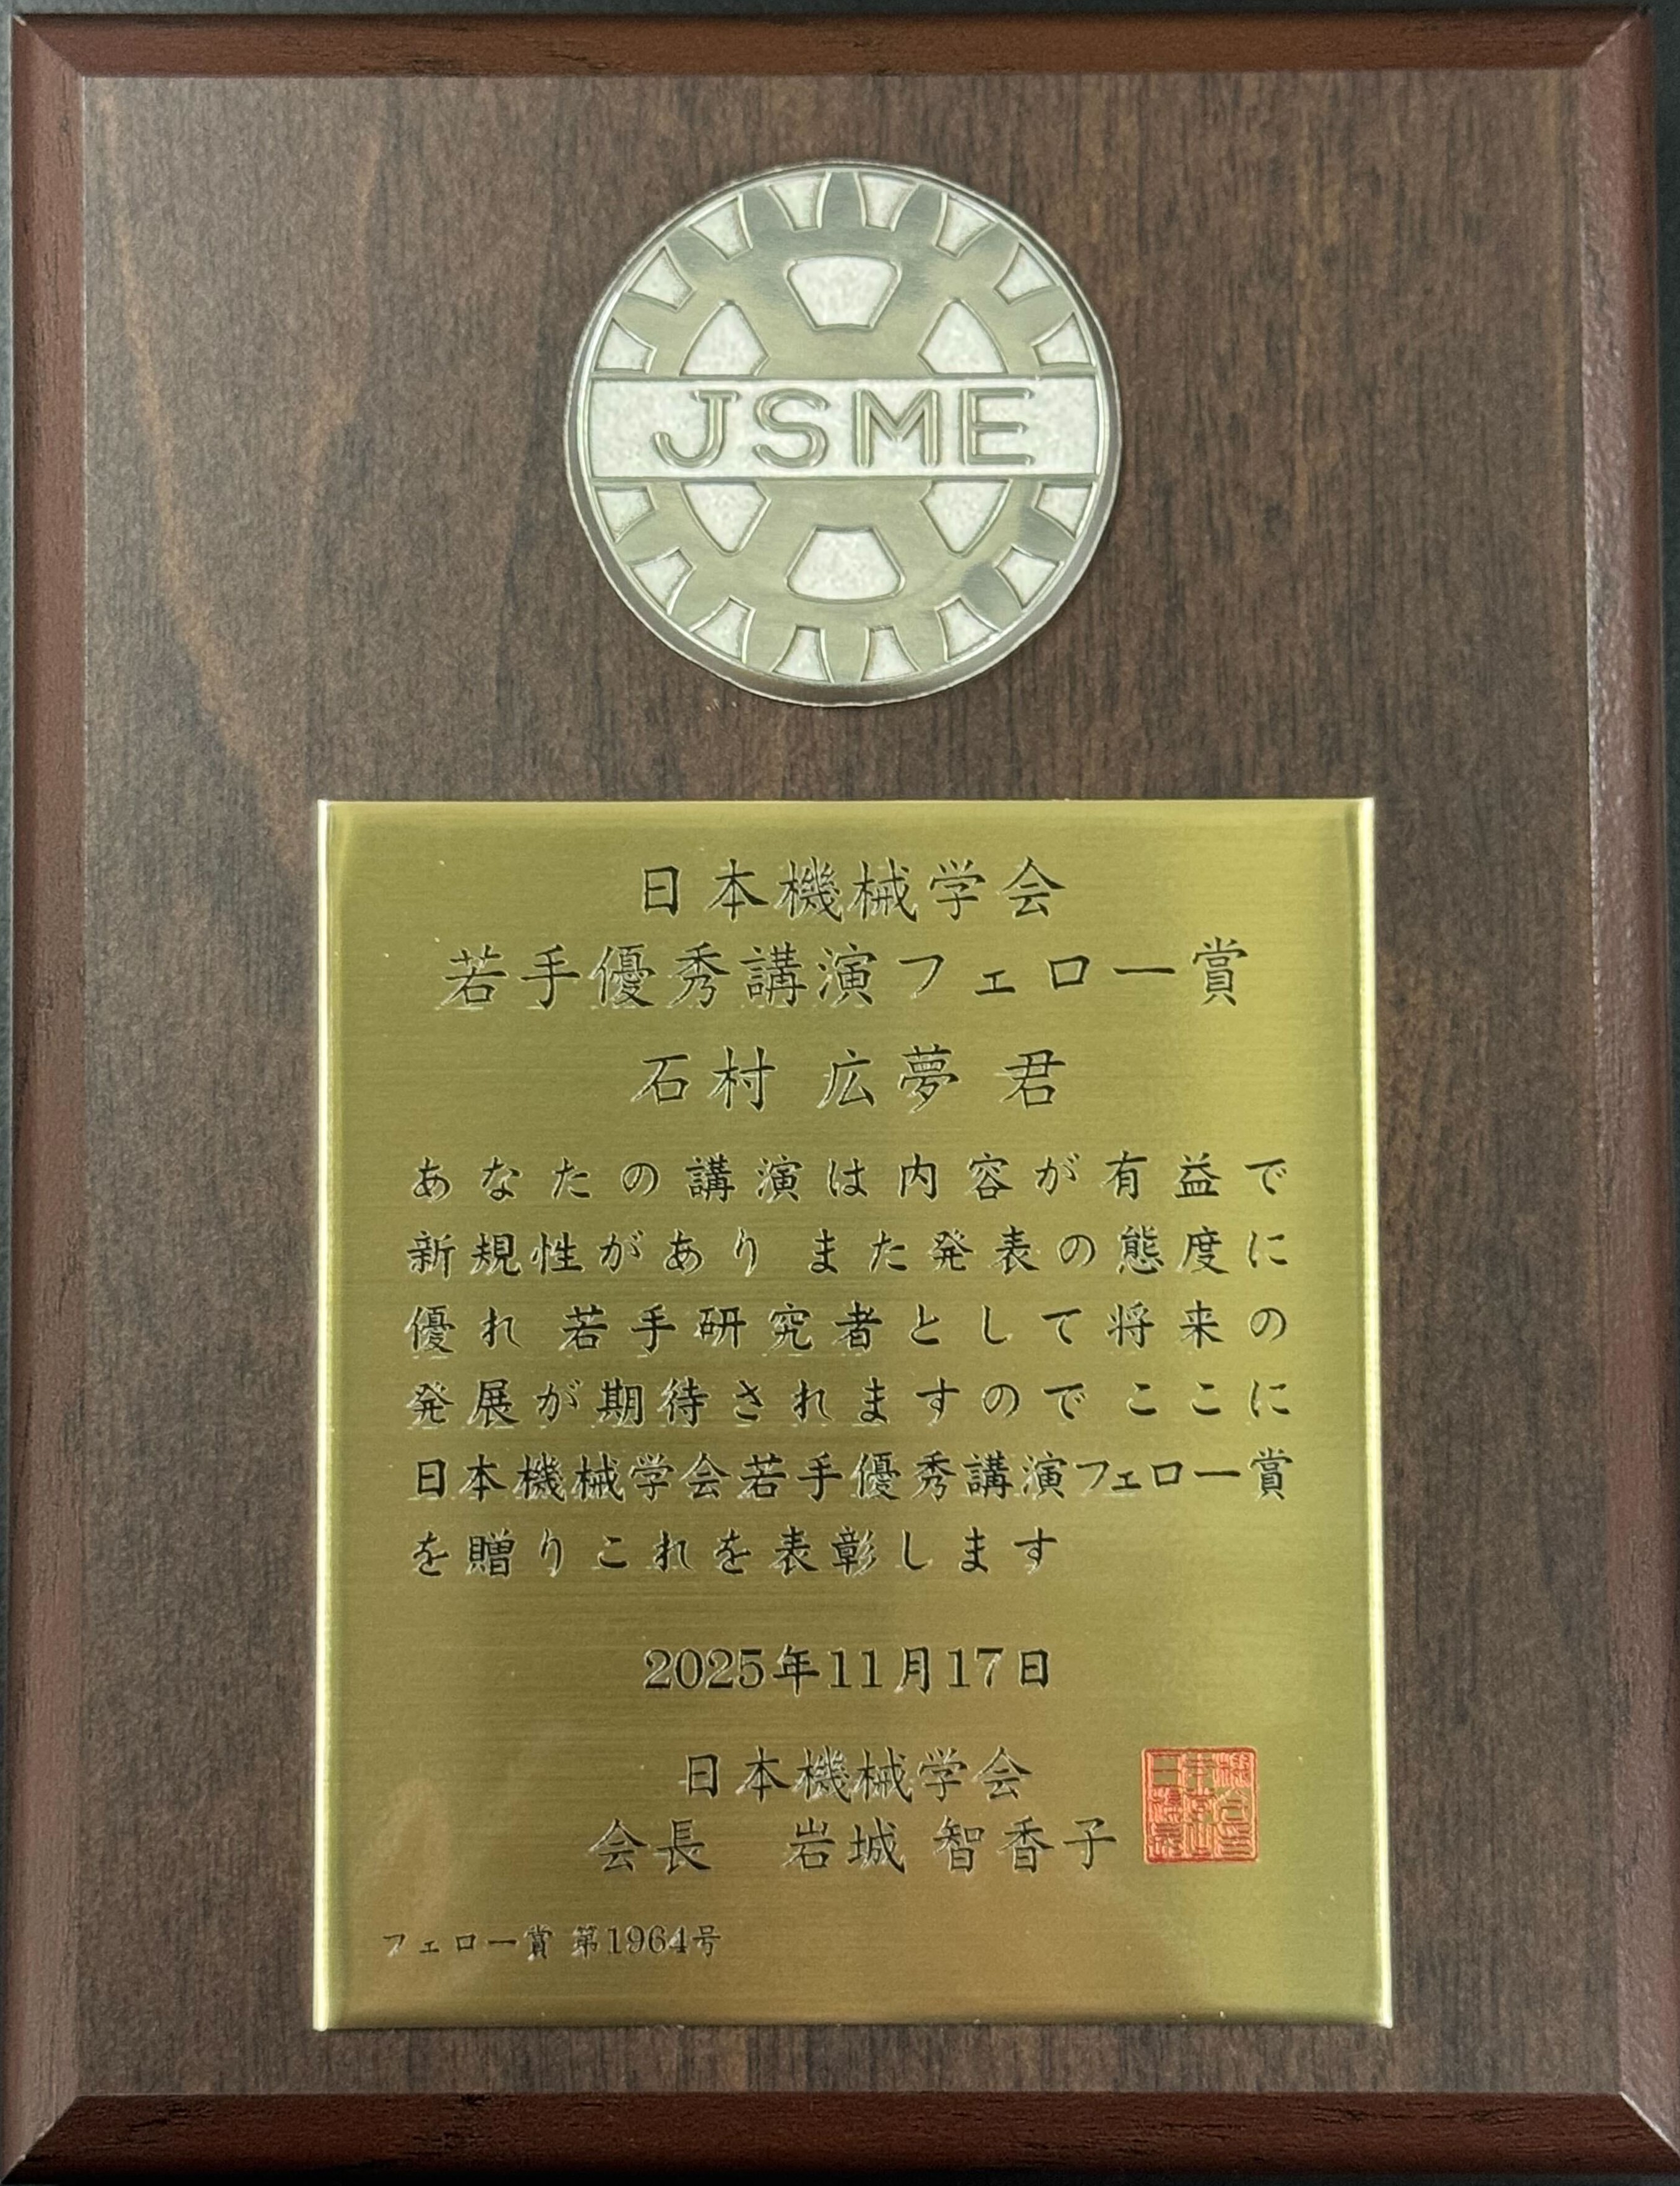 JSME
日本機械学会
若手優秀講演フェロー賞
石村 広夢 君
あなたの講演は内容が有益で
新規性があり また発表の態度に
優れ 若手研究者として将来の
発展が期待されますので ここに
日本機械学会若手優秀講演フェロー賞
を贈りこれを表彰します
2025年11月17日
日本機械学会
会長 岩城 智香子
フェロー賞 第1964号